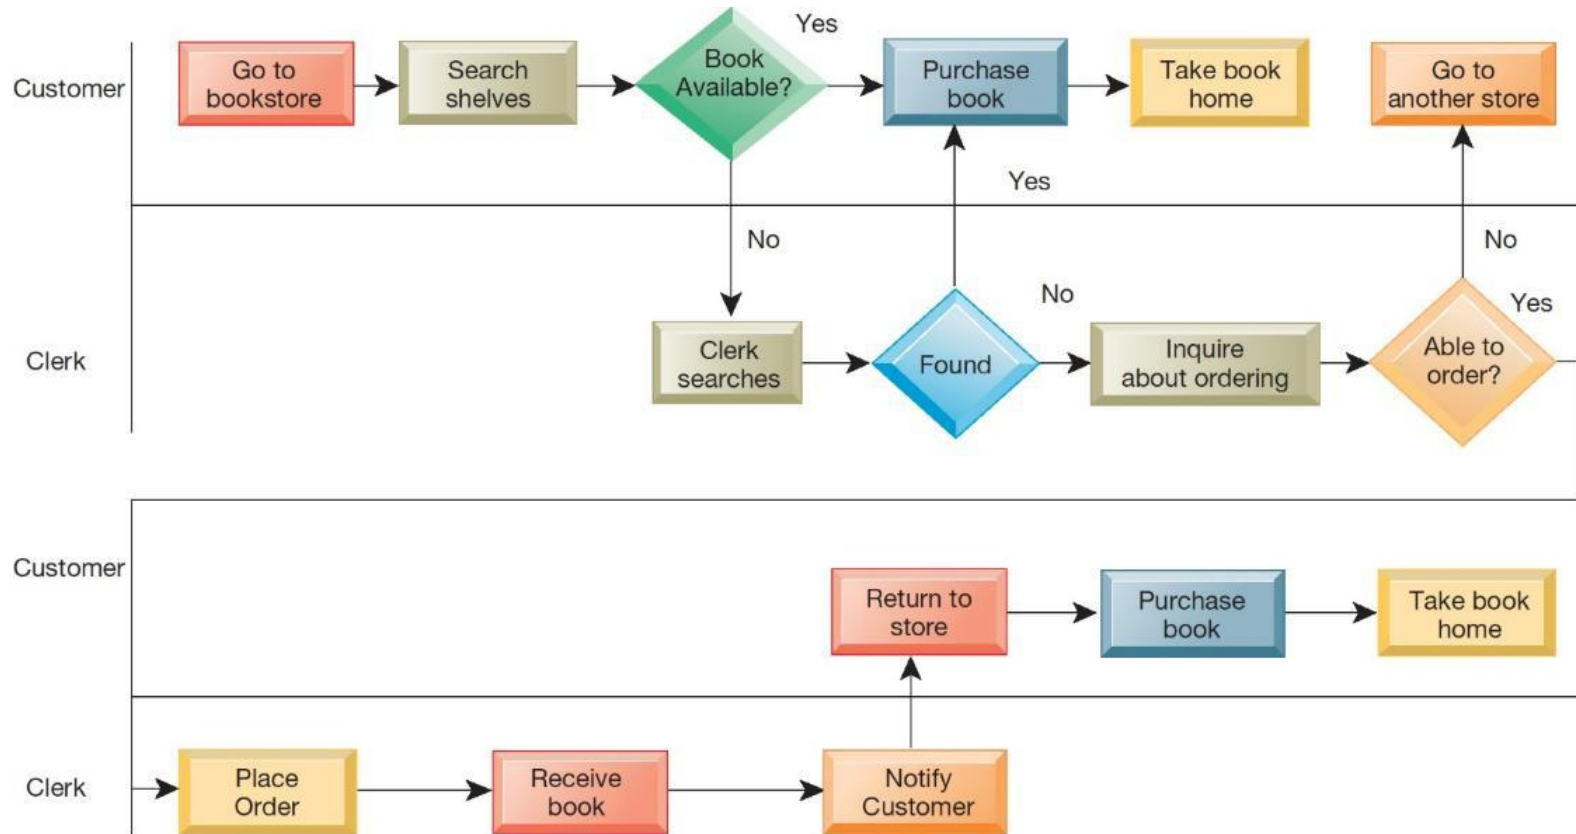 Customer
Go to
bookstore
Search
shelves
Book
Available?
Yes
Purchase
book
Take book
home
Go to
another store
No
Yes
No
Clerk
Clerk
searches
Found
No
Inquire
about ordering
Able to
order?
Yes
Customer
Return to
store
Purchase
book
Take book
home
Clerk
Place
Order
Receive
book
Notify
Customer